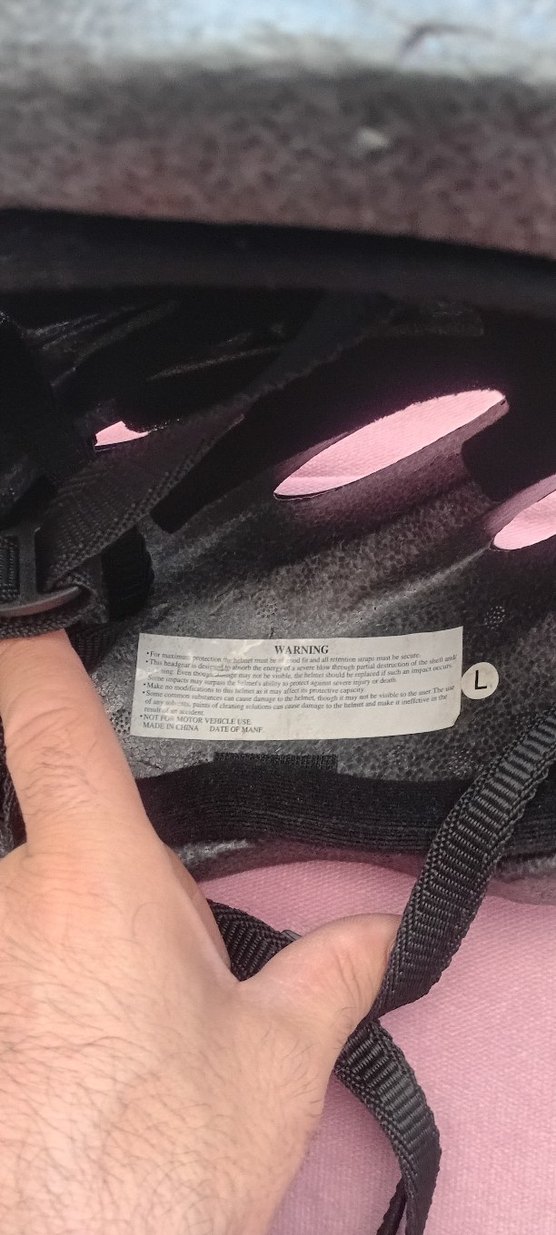 WARNING
•For maximum protection the helmet must be of good fit and all retention straps must be secure.
•This headgear is designed to absorb the energy of a severe blow through partial destruction of the shell and/
Even though damage may not be visible, the helmet should be replaced if such an impact occurs.
Some impacts may surpass the helmet's ability to protect against severe injury or death.
•Make no modifications to this helmet as it may affect its protective capacity.
•Some common substances can cause damage to the helmet, though it may not be visible to the user.The use
of any solvents, paints of cleaning solutions can cause damage to the helmet and make it ineffective in the
result of an accident.
•NOT FOR MOTOR VEHICLE USE.
MADE IN CHINA DATE OF MANF.
L